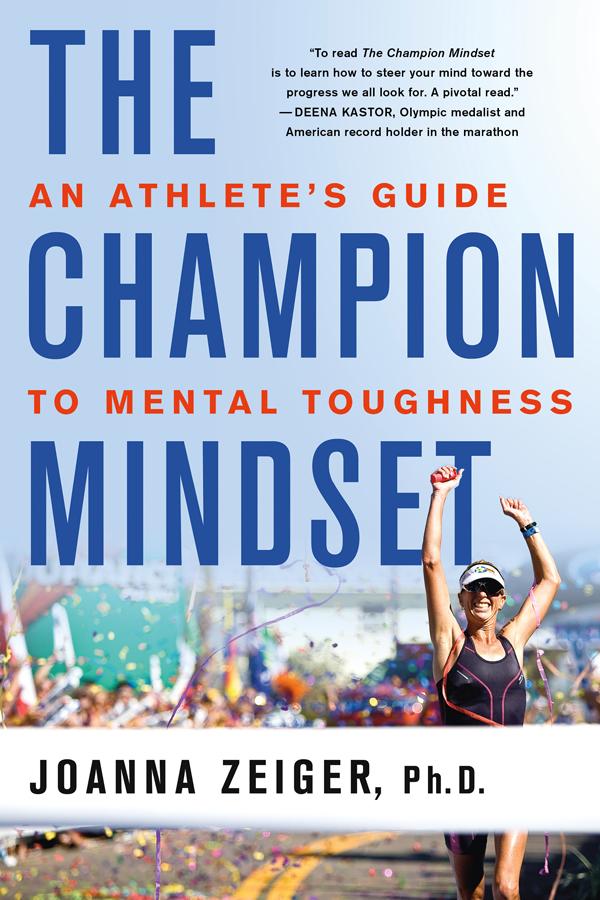 THE
“To read The Champion Mindset
is to learn how to steer your mind toward the
progress we all look for. A pivotal read.”
—DEENA KASTOR, Olympic medalist and
American record holder in the marathon
AN ATHLETE’S GUIDE
CHAMPION
TO MENTAL TOUGHNESS
MINDSET
JOANNA ZEIGER, Ph.D.